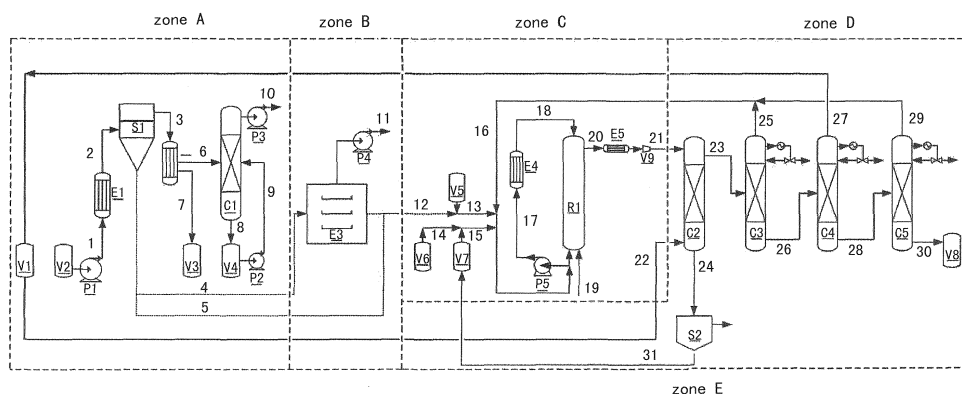 zone A
zone B
zone C
zone D
10
P3
3
S1
2
6
E1
7
C1
9
8
1
V1
V2
P1
V3
V4
P2
4
5
11
P4
E3
12
V5
13
14
15
V6
V7
16
18
E4
17
P5
R1
19
20
E5
21
V9
22
23
C2
24
S2
31
25
C3
26
27
C4
28
29
C5
30
V8
zone E